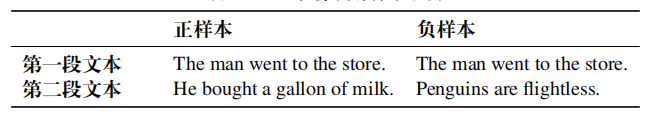 正样本 负样本
第一段文本 The man went to the store. The man went to the store.
第二段文本 He bought a gallon of milk. Penguins are flightless.